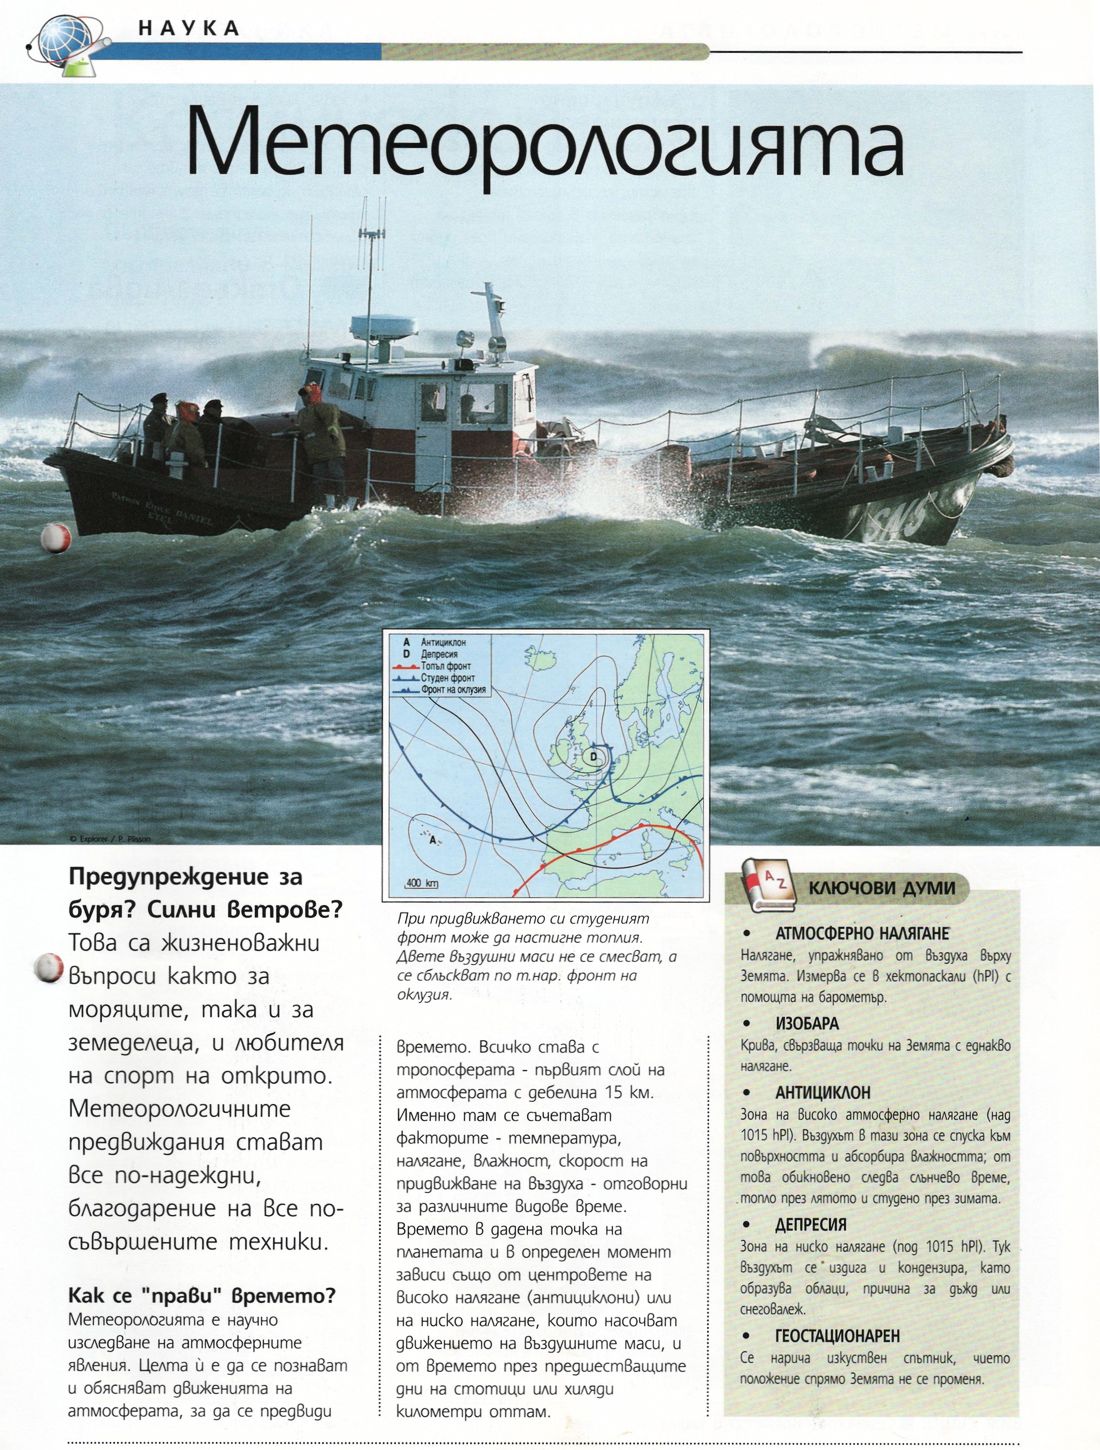 НАУКА
Метеорологията
PATRON EMILE DANIEL
ETEL
SNS
A Антициклон
D Депресия
Топъл фронт
Студен фронт
Фронт на оклузия
D
A
400 km
© Explorer / P. Plisson
При придвижването си студеният
фронт може да настигне топлия.
Двете въздушни маси не се смесват, а
се сблъскват по т.нар. фронт на
оклузия.
Предупреждение за
буря? Силни ветрове?
Това са жизненоважни
въпроси както за
моряците, така и за
земеделеца, и любителя
на спорт на открито.
Метеорологичните
предвиждания стават
все по-надеждни,
благодарение на все по-
съвършените техники.
Как се "прави" времето?
Метеорологията е научно
изследване на атмосферните
явления. Целта ѝ е да се познават
и обясняват движенията на
атмосферата, за да се предвиди
времето. Всичко става с
тропосферата - първият слой на
атмосферата с дебелина 15 км.
Именно там се съчетават
факторите - температура,
налягане, влажност, скорост на
придвижване на въздуха - отговорни
за различните видове време.
Времето в дадена точка на
планетата и в определен момент
зависи също от центровете на
високо налягане (антициклони) или
на ниско налягане, които насочват
движението на въздушните маси, и
от времето през предшестващите
дни на стотици или хиляди
километри оттам.
A Z
КЛЮЧОВИ ДУМИ
• АТМОСФЕРНО НАЛЯГАНЕ
Налягане, упражнявано от въздуха върху
Земята. Измерва се в хектопаскали (hPl) с
помощта на барометър.
• ИЗОБАРА
Крива, свързваща точки на Земята с еднакво
налягане.
• АНТИЦИКЛОН
Зона на високо атмосферно налягане (над
1015 hPl). Въздухът в тази зона се спуска към
повърхността и абсорбира влажността; от
това обикновено следва слънчево време,
топло през лятото и студено през зимата.
• ДЕПРЕСИЯ
Зона на ниско налягане (под 1015 hPl). Тук
въздухът се издига и кондензира, като
образува облаци, причина за дъжд или
снеговалеж.
• ГЕОСТАЦИОНАРЕН
Се нарича изкуствен спътник, чието
положение спрямо Земята не се променя.